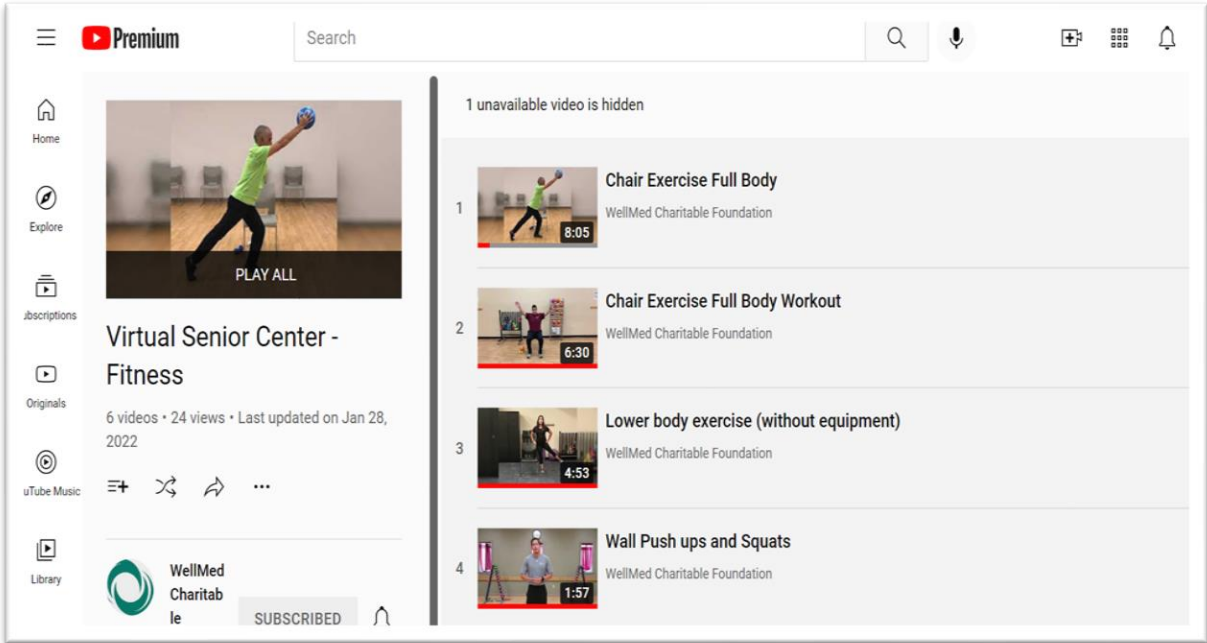 Premium
Search
Home
Explore
ubscriptions
Originals
uTube Music
Library
PLAY ALL
Virtual Senior Center -
Fitness
6 videos • 24 views • Last updated on Jan 28,
2022
WellMed
Charitab
le
SUBSCRIBED
1 unavailable video is hidden
1
Chair Exercise Full Body
WellMed Charitable Foundation
8:05
2
Chair Exercise Full Body Workout
WellMed Charitable Foundation
6:30
3
Lower body exercise (without equipment)
WellMed Charitable Foundation
4:53
4
Wall Push ups and Squats
WellMed Charitable Foundation
1:57